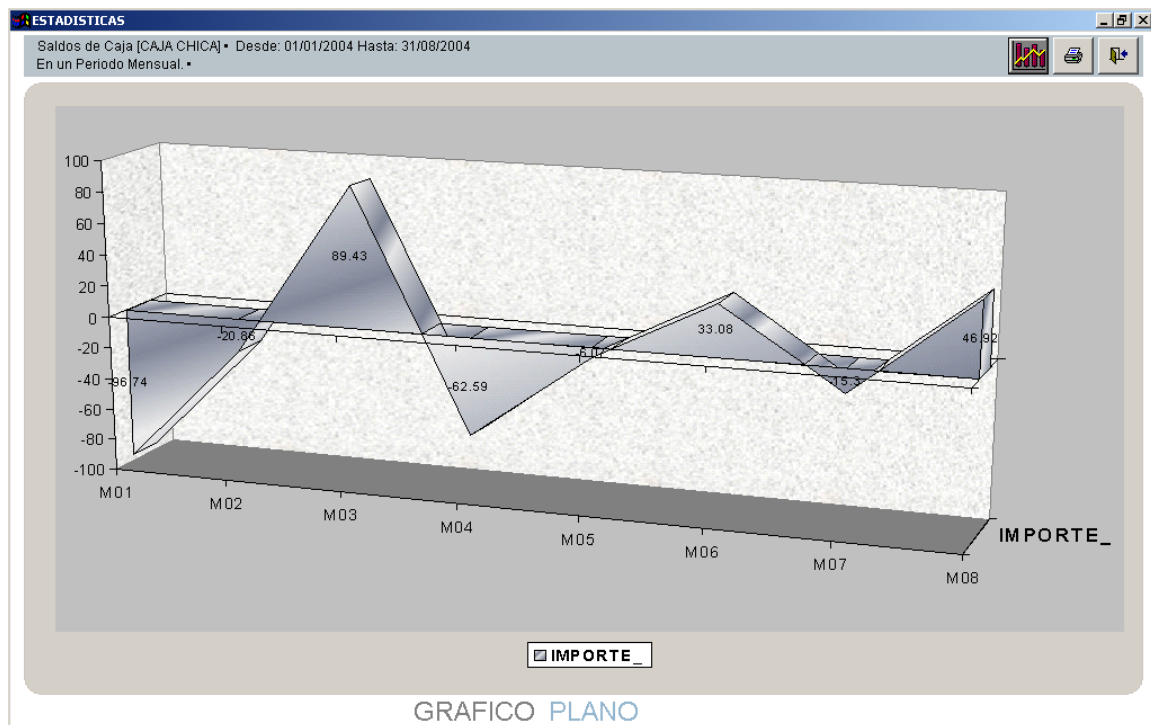 ESTADISTICAS
Saldos de Caja [CAJA CHICA] • Desde: 01/01/2004 Hasta: 31/08/2004
En un Periodo Mensual. •
100
80
60
40
20
0
-20
-40
-60
-80
-100
-96.74
-20.86
89.43
-62.59
33.08
-15.3
46.92
M01
M02
M03
M04
M05
M06
M07
M08
IMPORTE_
IMPORTE_
GRAFICO PLANO